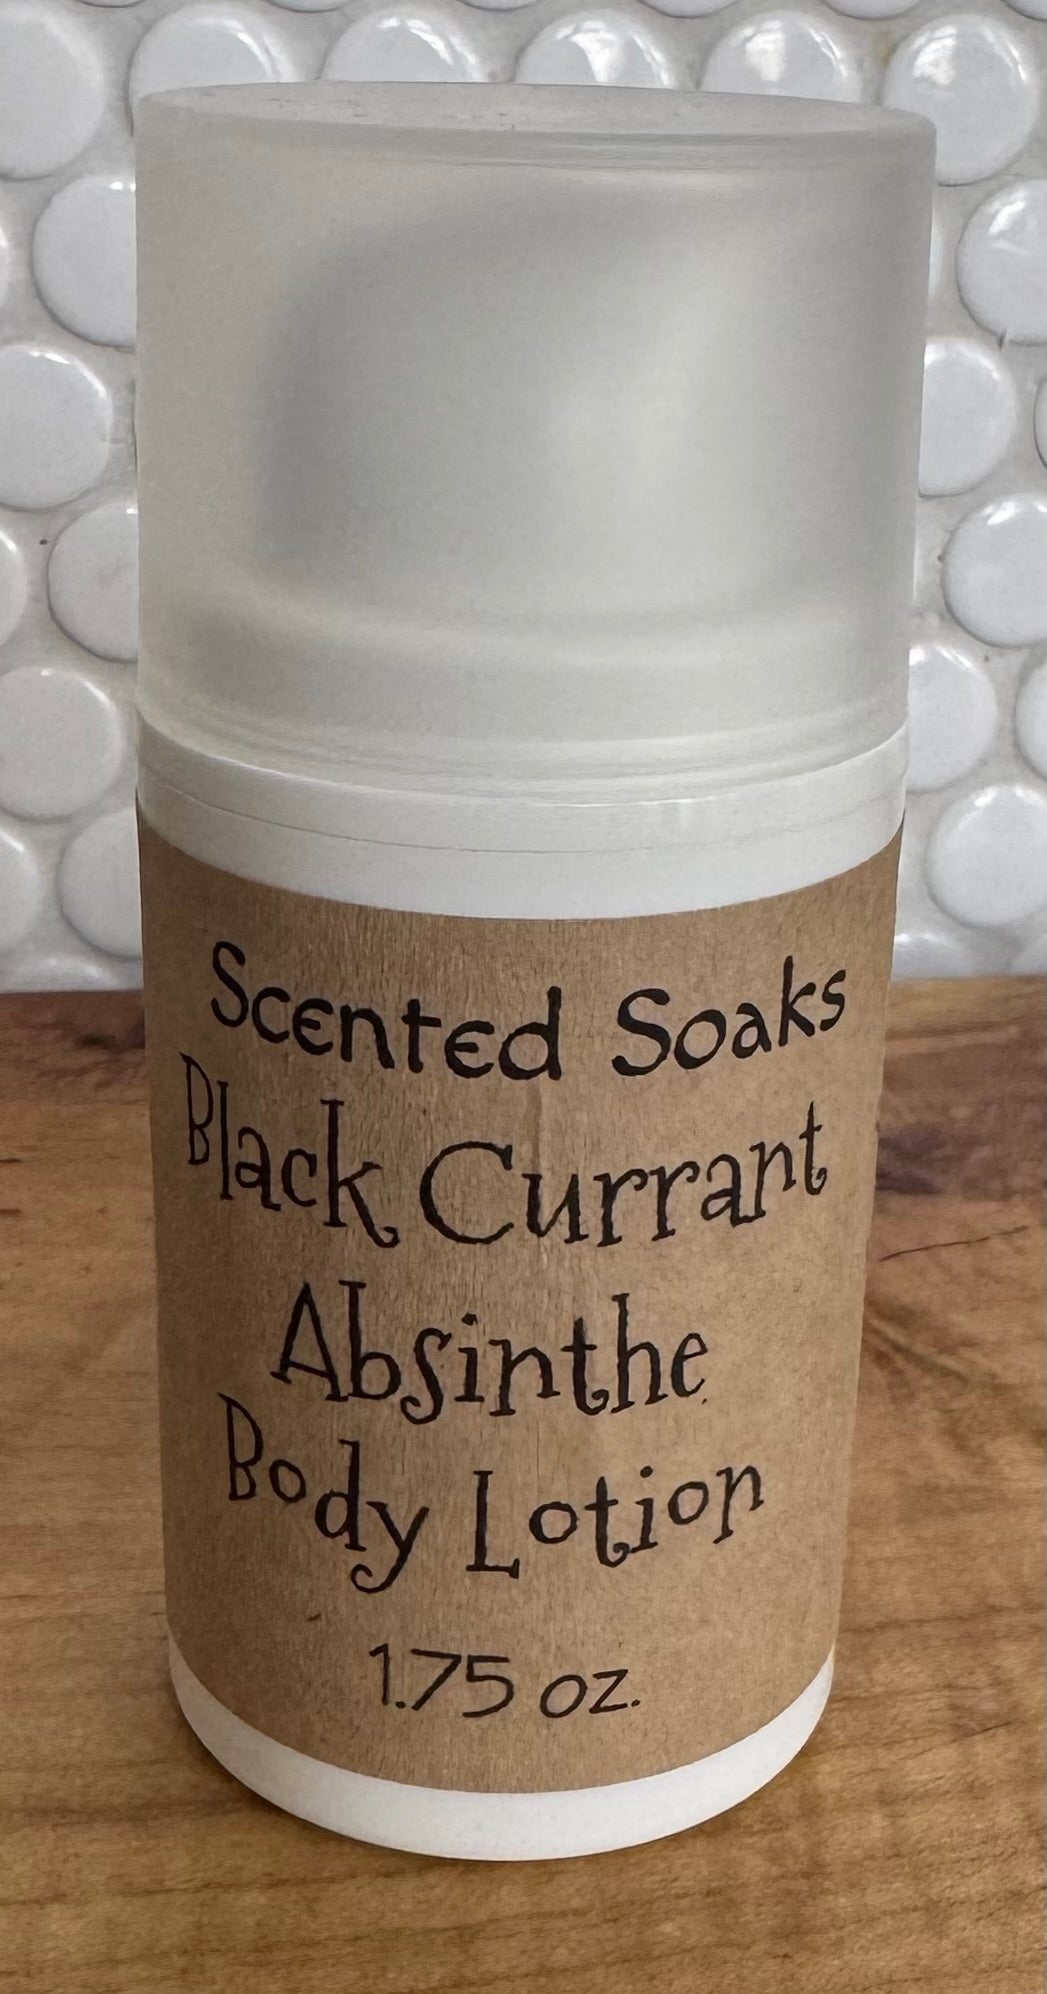 Scented Soaks
Black Currant
Absinthe
Body Lotion
1.75 oz.